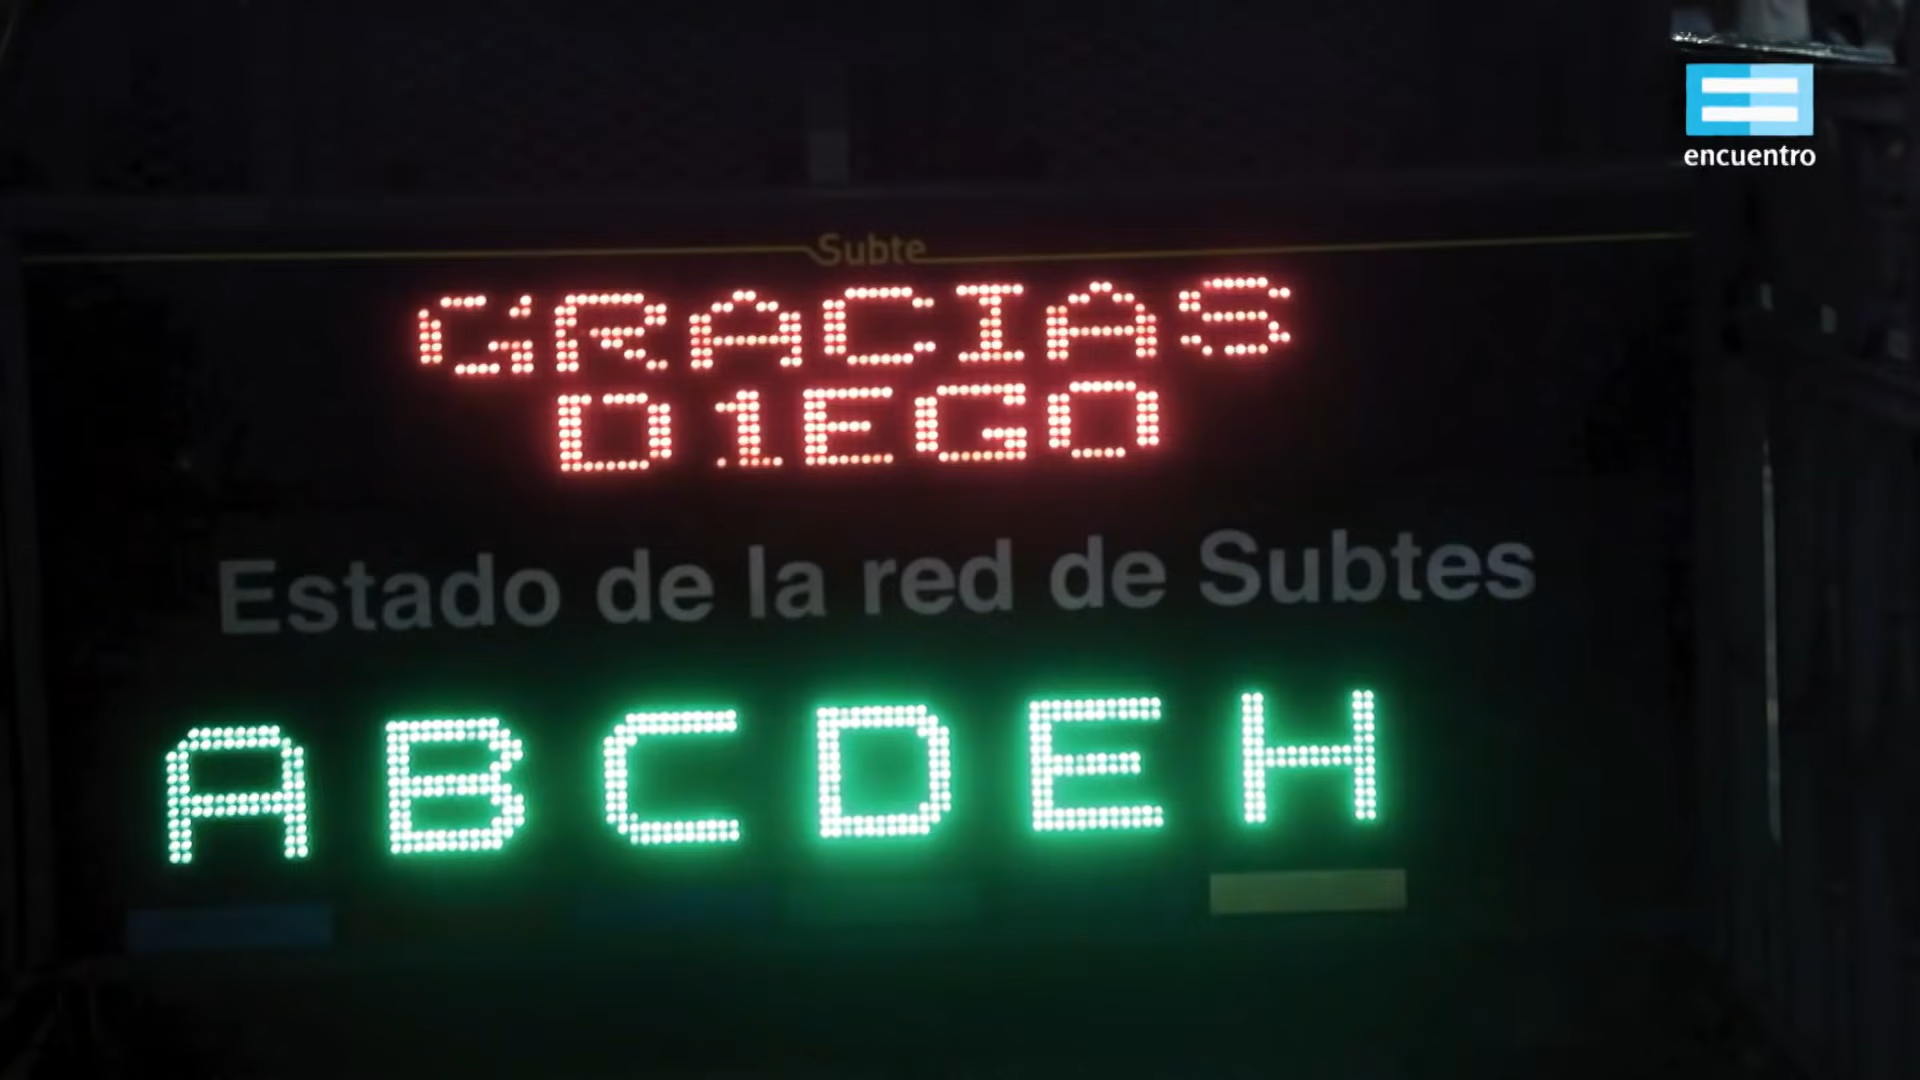 encuentro
Subte
GRACIAS
D1EGO
Estado de la red de Subtes
A B C D E H